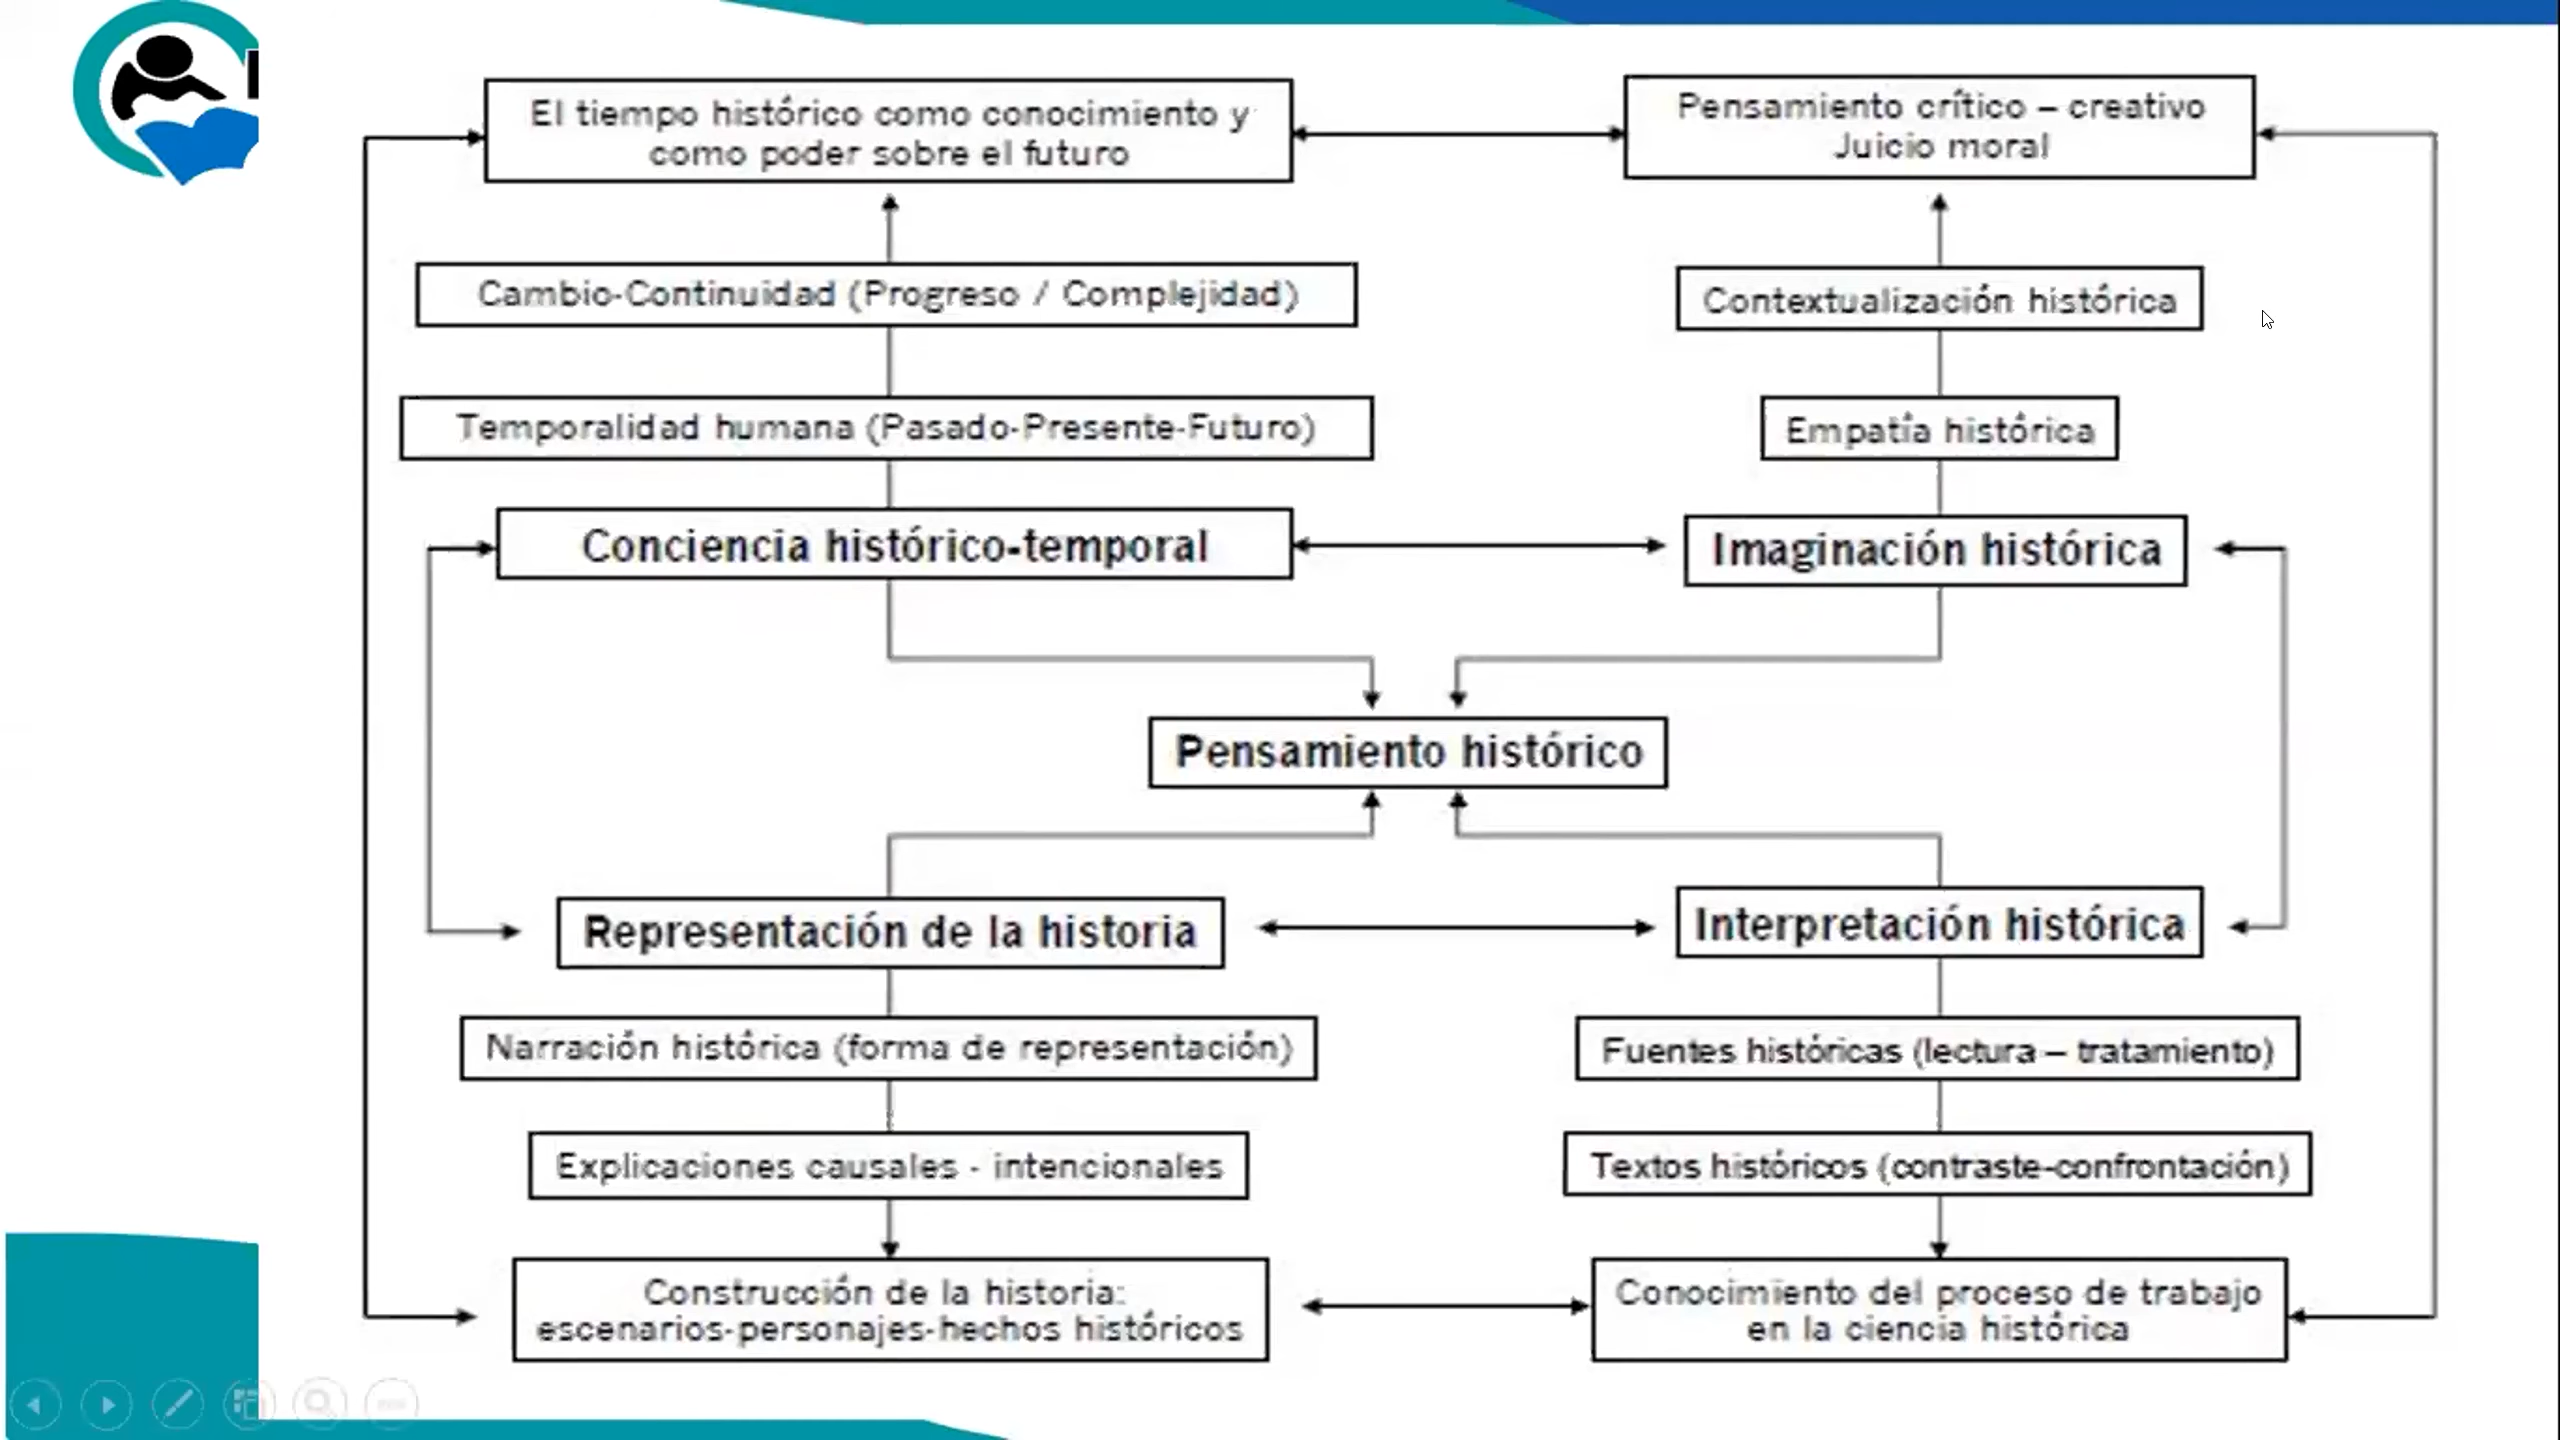 El tiempo histórico como conocimiento y
como poder sobre el futuro
Pensamiento crítico – creativo
Juicio moral
Cambio-Continuidad (Progreso / Complejidad)
Contextualización histórica
Temporalidad humana (Pasado-Presente-Futuro)
Empatía histórica
Conciencia histórico-temporal
Imaginación histórica
Pensamiento histórico
Representación de la historia
Interpretación histórica
Narración histórica (forma de representación)
Fuentes históricas (lectura – tratamiento)
Explicaciones causales - intencionales
Textos históricos (contraste-confrontación)
Construcción de la historia:
escenarios-personajes-hechos históricos
Conocimiento del proceso de trabajo
en la ciencia histórica